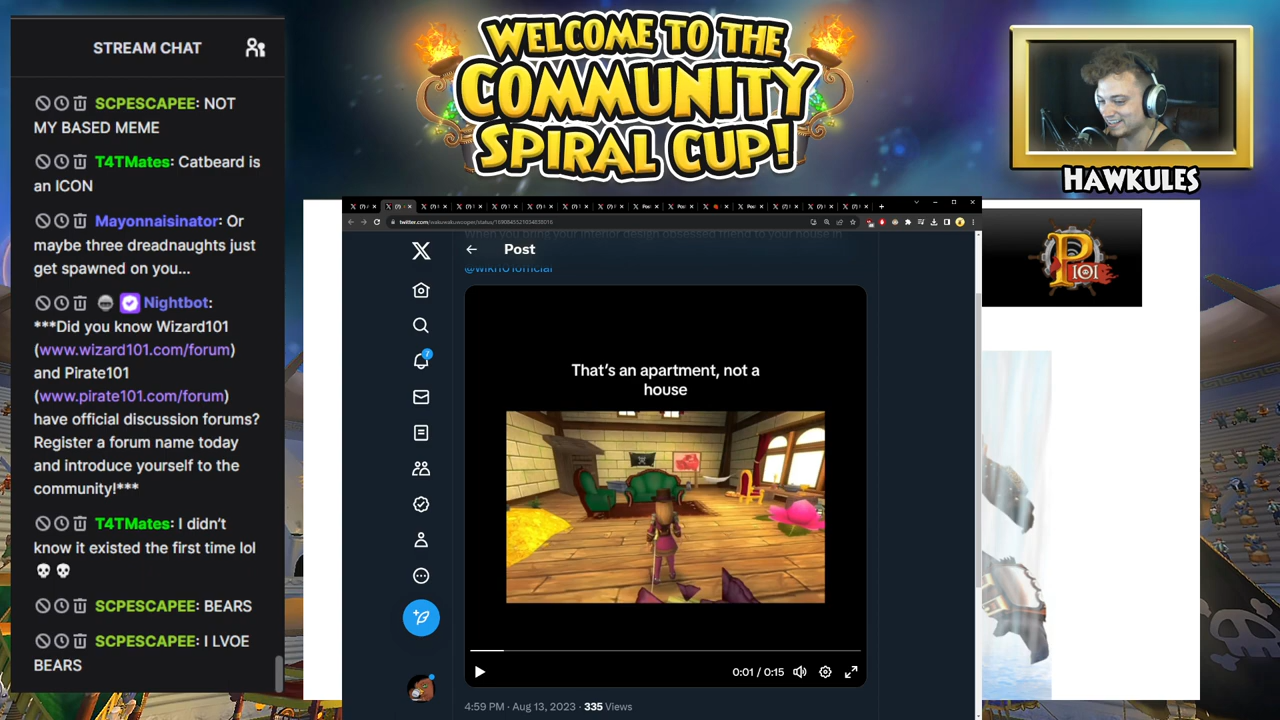 STREAM CHAT
SCPESCAPEE: NOT
MY BASED MEME
T4TMates: Catbeard is
an ICON
Mayonnaisinator: Or
maybe three dreadnaughts just
get spawned on you...
Nightbot:
***Did you know Wizard101
(www.wizard101.com/forum)
and Pirate101
(www.pirate101.com/forum)
have official discussion forums?
Register a forum name today
and introduce yourself to the
community!***
T4TMates: I didn't
know it existed the first time lol
SCPESCAPEE: BEARS
SCPESCAPEE: I LVOE
BEARS
WELCOME TO THE
COMMUNITY
SPIRAL CUP!
HAWKULES
Post
That's an apartment, not a
house
0:01 / 0:15
4:59 PM · Aug 13, 2023 · 335 Views
P101